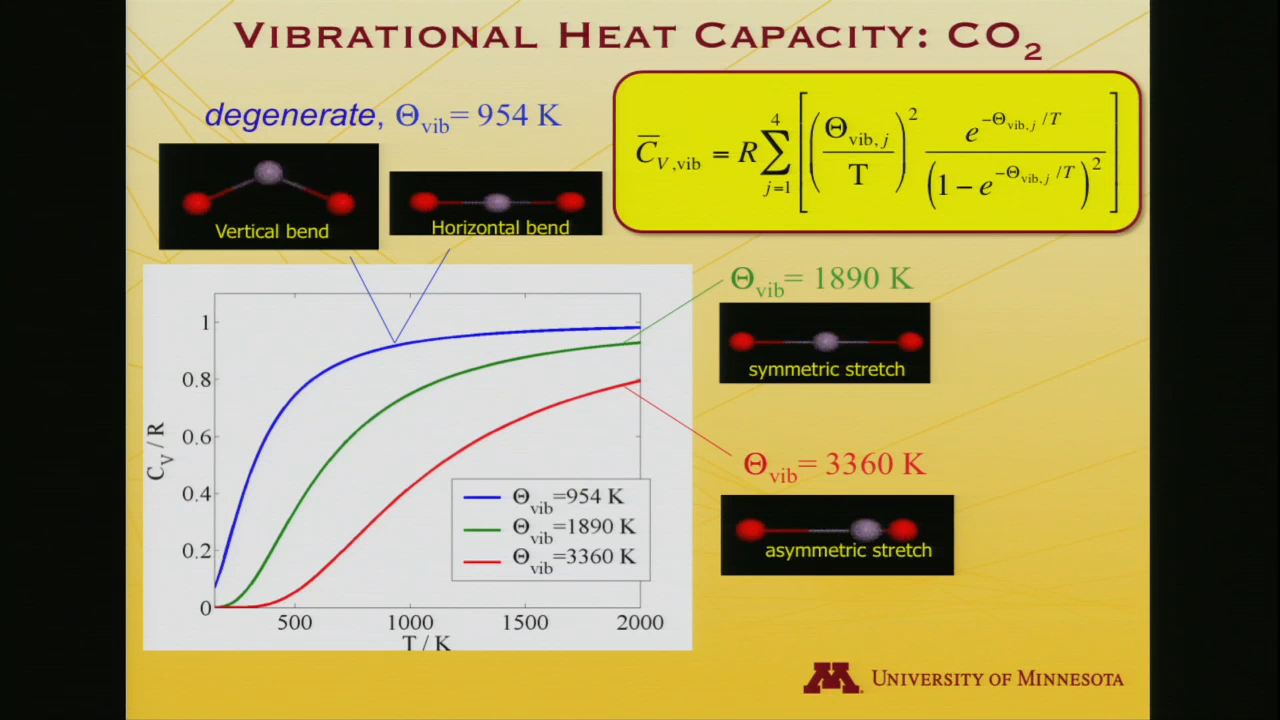 VIBRATIONAL HEAT CAPACITY: CO₂
degenerate, Θvib= 954 K
C̅V,vib = R∑j=1^4 [(Θvib,j/T)² e^(−Θvib,j/T) / (1−e^(−Θvib,j/T))²]
Vertical bend
Horizontal bend
Θvib= 1890 K
symmetric stretch
Θvib= 3360 K
asymmetric stretch
1
0.8
0.6
0.4
0.2
0
CV / R
Θvib=954 K
Θvib=1890 K
Θvib=3360 K
500 1000 1500 2000
T / K
M. UNIVERSITY OF MINNESOTA